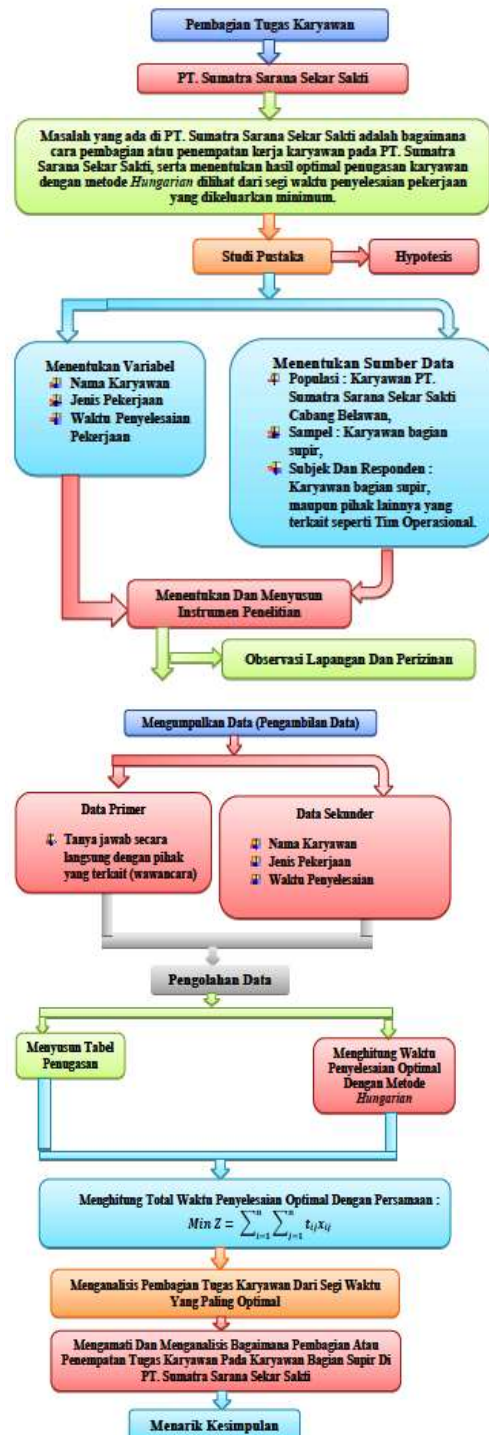 Pembagian Tugas Karyawan
PT. Sumatra Sarana Sekar Sakti
Masalah yang ada di PT. Sumatra Sarana Sekar Sakti adalah bagaimana
cara pembagian atau penempatan kerja karyawan pada PT. Sumatra
Sarana Sekar Sakti, serta menentukan hasil optimal penugasan karyawan
dengan metode Hungarian dilihat dari segi waktu penyelesaian pekerjaan
yang dikeluarkan minimum.
Studi Pustaka
Hypotesis
Menentukan Variabel
Nama Karyawan
Jenis Pekerjaan
Waktu Penyelesaian
Pekerjaan
Menentukan Sumber Data
Populasi : Karyawan PT.
Sumatra Sarana Sekar Sakti
Cabang Belawan,
Sampel : Karyawan bagian
supir,
Subjek Dan Responden :
Karyawan bagian supir,
maupun pihak lainnya yang
terkait seperti Tim Operasional.
Menentukan Dan Menyusun
Instrumen Penelitian
Observasi Lapangan Dan Perizinan
Mengumpulkan Data (Pengambilan Data)
Data Primer
Tanya jawab secara
langsung dengan pihak
yang terkait (wawancara)
Data Sekunder
Nama Karyawan
Jenis Pekerjaan
Waktu Penyelesaian
Pengolahan Data
Menyusun Tabel
Penugasan
Menghitung Waktu
Penyelesaian Optimal
Dengan Metode
Hungarian
Menghitung Total Waktu Penyelesaian Optimal Dengan Persamaan :
Min Z = ∑ⁿᵢ₌₁ ∑ⁿⱼ₌₁ tᵢⱼxᵢⱼ
Menganalisis Pembagian Tugas Karyawan Dari Segi Waktu
Yang Paling Optimal
Mengamati Dan Menganalisis Bagaimana Pembagian Atau
Penempatan Tugas Karyawan Pada Karyawan Bagian Supir Di
PT. Sumatra Sarana Sekar Sakti
Menarik Kesimpulan